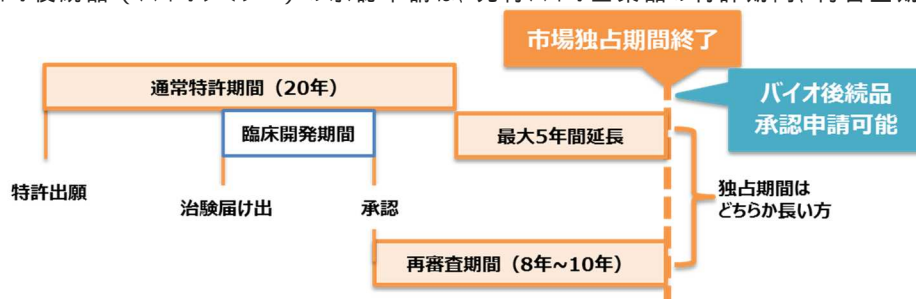 市場独占期間終了
通常特許期間（20年）
バイオ後続品
承認申請可能
臨床開発期間
最大5年間延長
特許出願
治験届け出
承認
独占期間は
どちらか長い方
再審査期間（8年~10年）